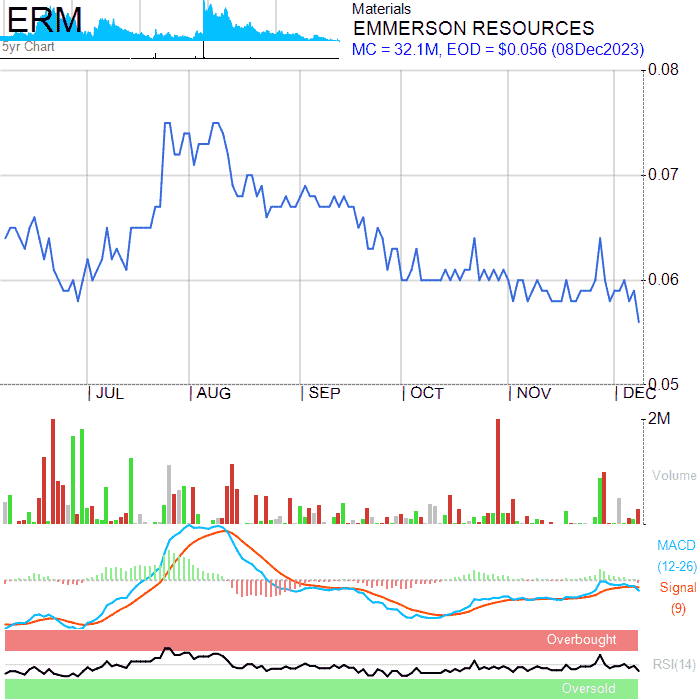 ERM
5yr Chart
Materials
EMMERSON RESOURCES
MC = 32.1M, EOD = $0.056 (08Dec2023)
0.08
0.07
0.06
0.05
JUL AUG SEP OCT NOV DEC
2M
Volume
MACD
(12-26)
Signal
(9)
Overbought
RSI(14)
Oversold